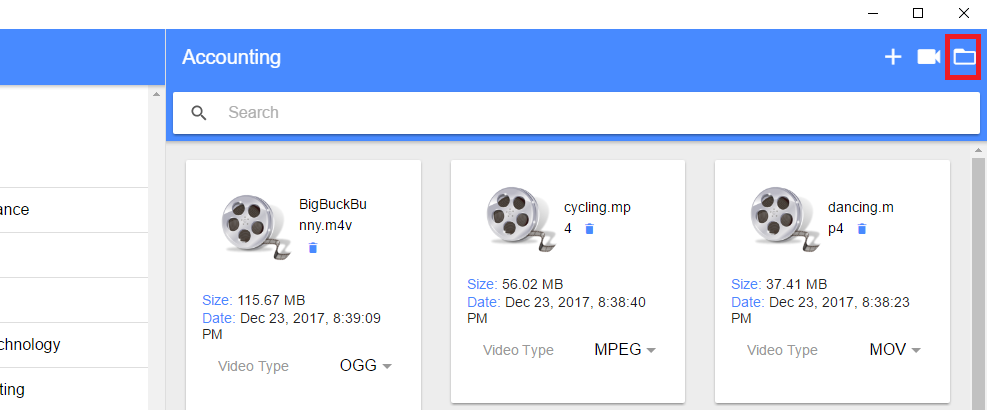 Accounting
Search
ance
chnology
ting
BigBuckBu
nny.m4v
Size: 115.67 MB
Date: Dec 23, 2017, 8:39:09
PM
Video Type OGG
cycling.mp
4
Size: 56.02 MB
Date: Dec 23, 2017, 8:38:40
PM
Video Type MPEG
dancing.m
p4
Size: 37.41 MB
Date: Dec 23, 2017, 8:38:23
PM
Video Type MOV